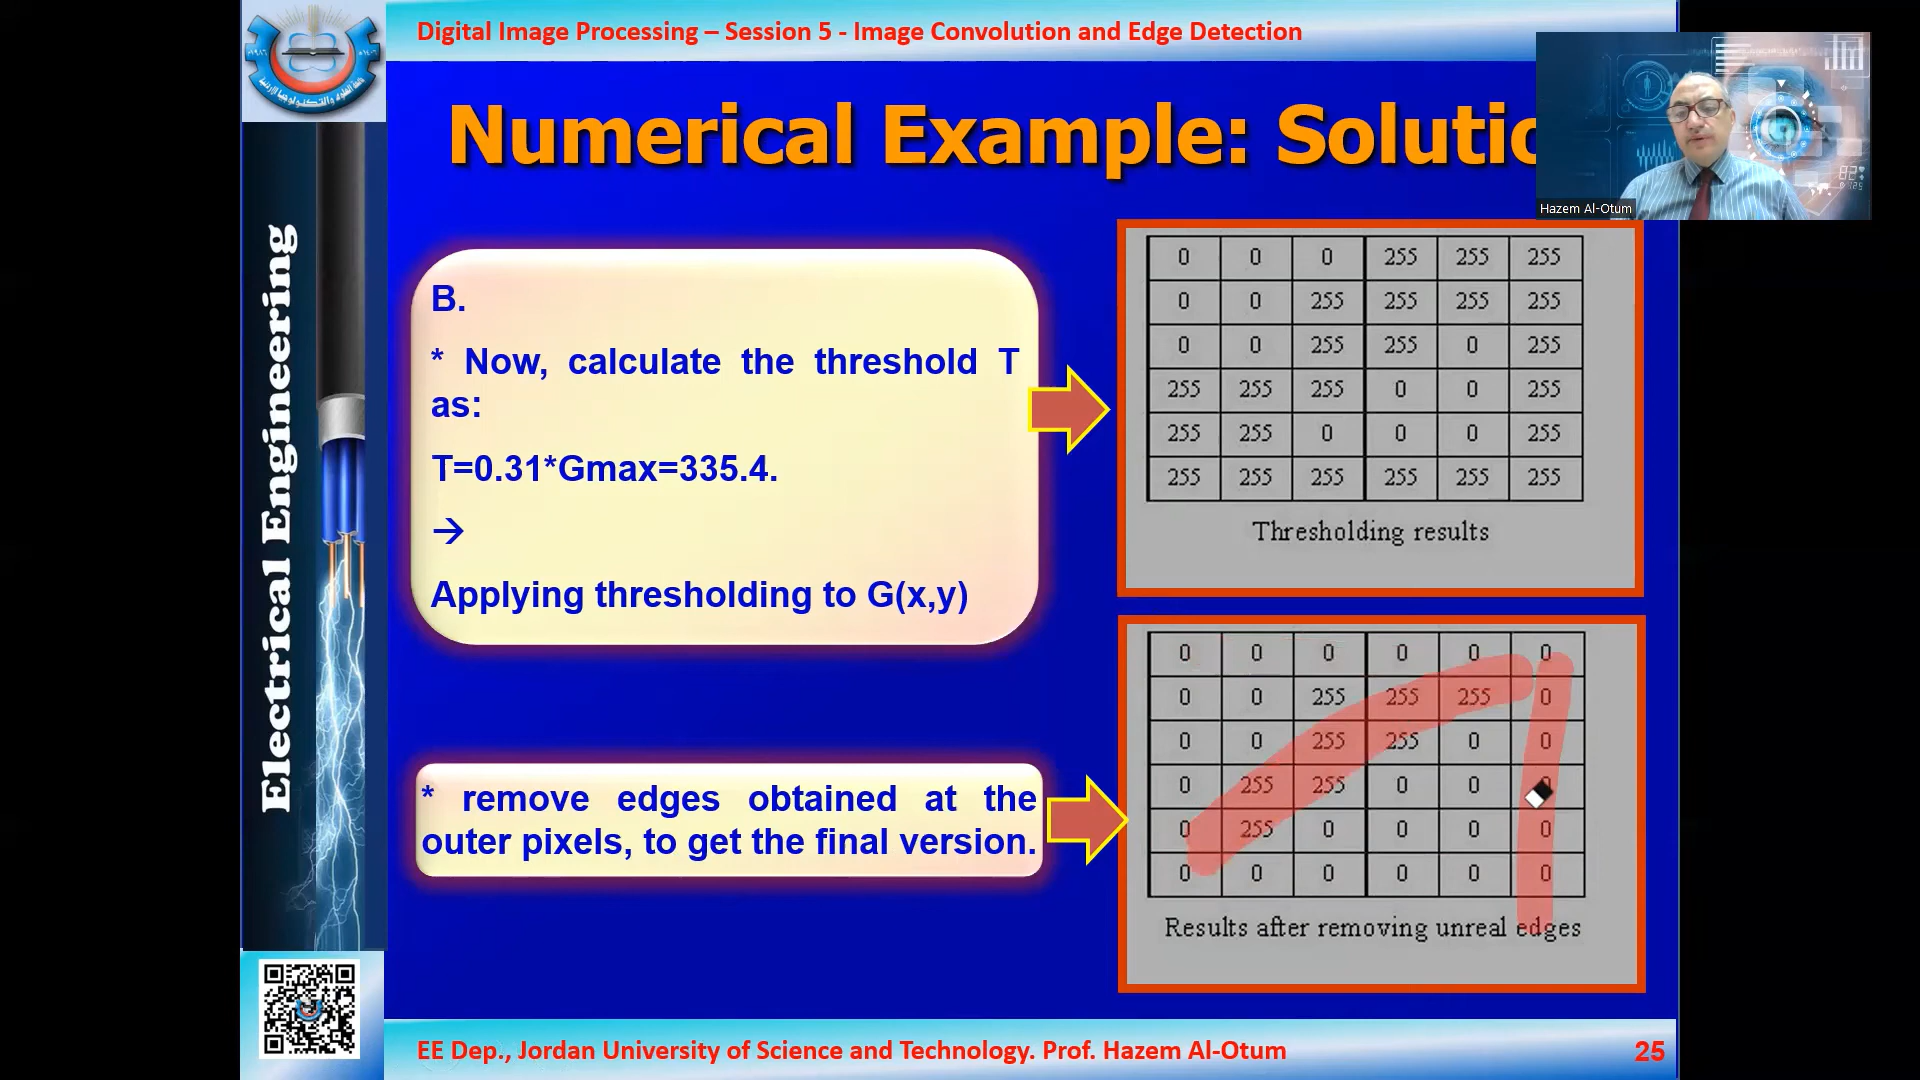 Digital Image Processing – Session 5 - Image Convolution and Edge Detection
Numerical Example: Solutio
Hazem Al-Otum
Electrical Engineering
B.
* Now, calculate the threshold T
as:
T=0.31*Gmax=335.4.
→
Applying thresholding to G(x,y)
0 0 0 255 255 255
0 0 255 255 255 255
0 0 255 255 0 255
255 255 255 0 0 255
255 255 0 0 0 255
255 255 255 255 255 255
Thresholding results
* remove edges obtained at the
outer pixels, to get the final version.
0 0 0 0 0 0
0 0 255 255 255 0
0 0 255 255 0 0
0 255 255 0 0
0 255 0 0 0 0
0 0 0 0 0 0
Results after removing unreal edges
EE Dep., Jordan University of Science and Technology. Prof. Hazem Al-Otum
25